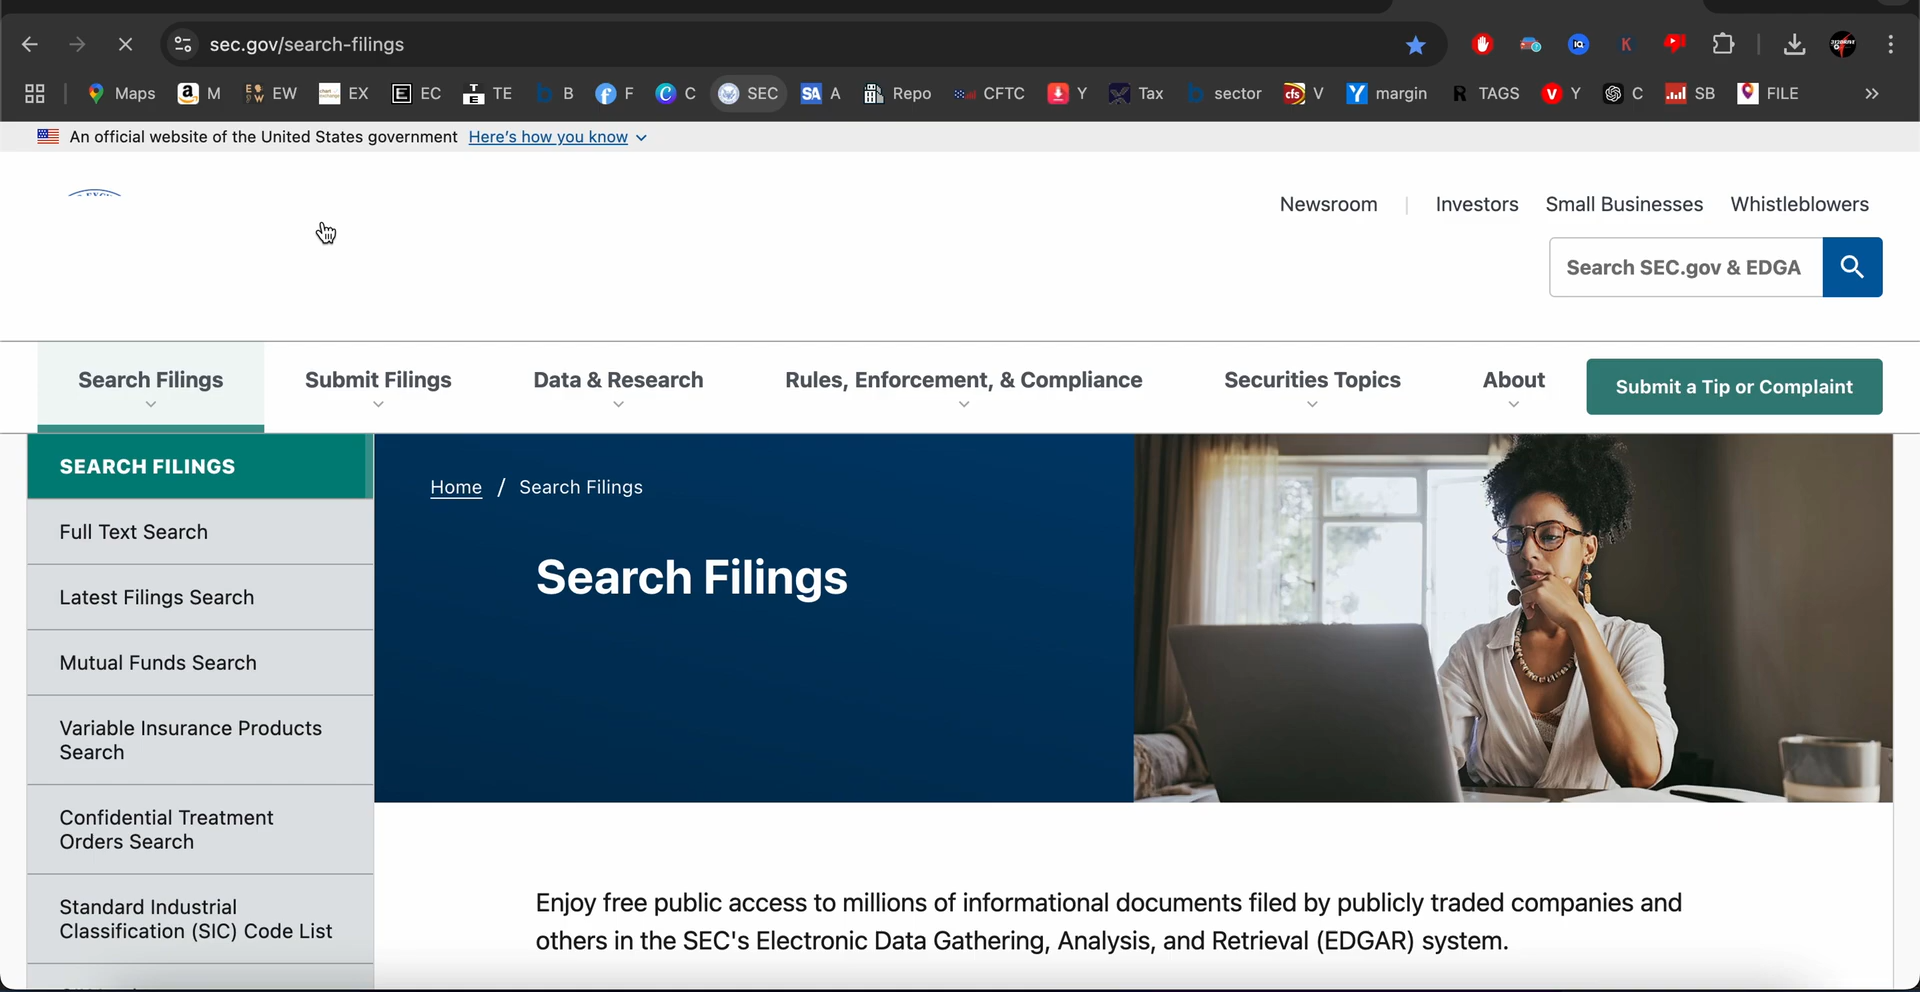 sec.gov/search-filings
Maps M EW EX EC TE B F C SEC A Repo CFTC Y Tax sector V margin TAGS Y C SB FILE
An official website of the United States government Here's how you know
Newsroom Investors Small Businesses Whistleblowers
Search SEC.gov & EDGA
Search Filings Submit Filings Data & Research Rules, Enforcement, & Compliance Securities Topics About Submit a Tip or Complaint
SEARCH FILINGS
Full Text Search
Latest Filings Search
Mutual Funds Search
Variable Insurance Products
Search
Confidential Treatment
Orders Search
Standard Industrial
Classification (SIC) Code List
Home / Search Filings
Search Filings
Enjoy free public access to millions of informational documents filed by publicly traded companies and
others in the SEC's Electronic Data Gathering, Analysis, and Retrieval (EDGAR) system.